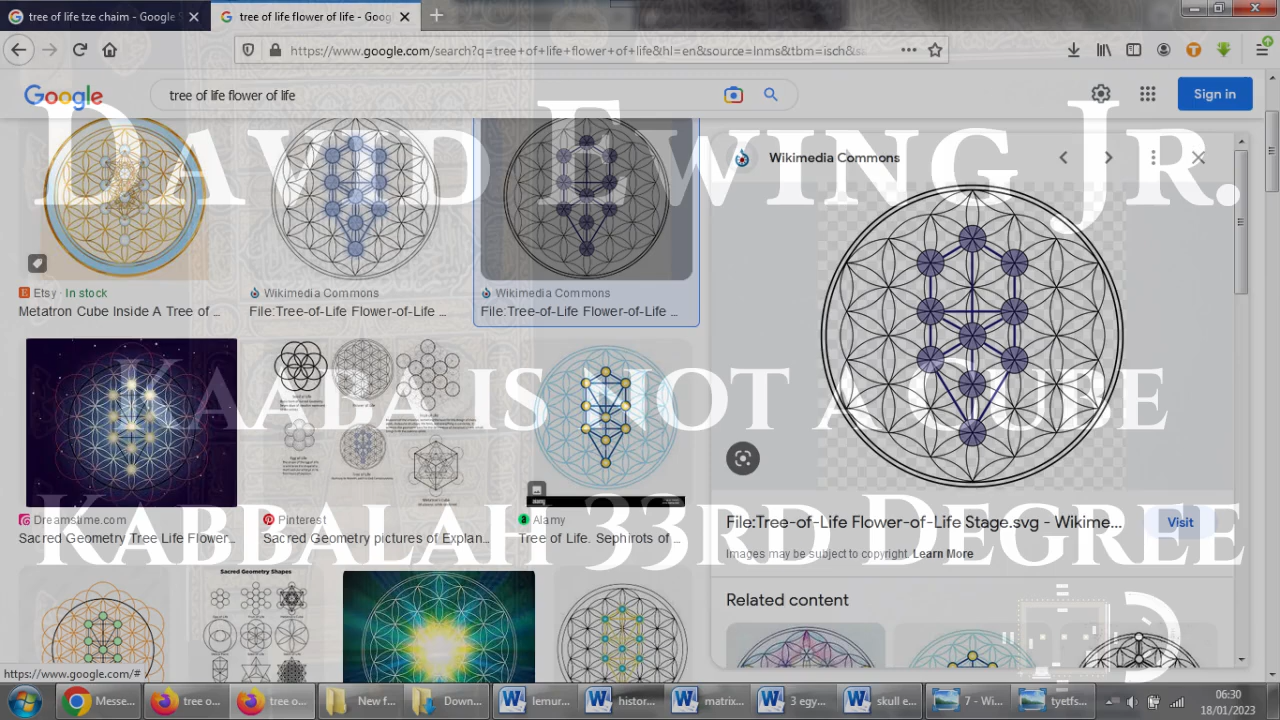 tree of life tze chaim - Google S
tree of life flower of life - Goog
https://www.google.com/search?q=tree+of+life+flower+of+life&hl=en&source=lnms&tbm=isch&s
Google
tree of life flower of life
Sign in
David Ewing Jr.
Wikimedia Commons
Etsy · In stock
Metatron Cube Inside A Tree of ...
Wikimedia Commons
File:Tree-of-Life Flower-of-Life ...
Wikimedia Commons
File:Tree-of-Life Flower-of-Life ...
Kaaba is not a Cube
Dreamstime.com
Sacred Geometry Tree Life Flower...
Pinterest
Sacred Geometry pictures of Explan...
alamy
Alamy
Tree of Life. Sephirots of ...
File:Tree-of-Life Flower-of-Life Stage.svg - Wikime...
Visit
Kabbalah 33rd Degree
Images may be subject to copyright. Learn More
Sacred Geometry Shapes
Related content
https://www.google.com/#
Messe...
tree o...
tree o...
New f...
Down...
lemur...
histor...
matrix...
3 egy...
skull e...
7 - Wi...
tyetfs...
06:30
18/01/2023